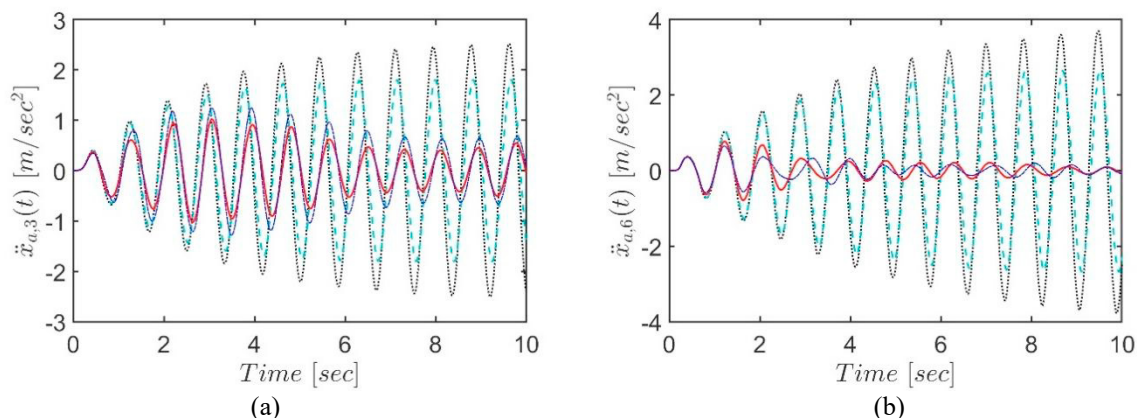 3
2
1
0
-1
-2
-3
ẍ_{a,3}(t) [m/sec²]
0 2 4 6 8 10
Time [sec]
(a)
4
2
0
-2
-4
ẍ_{a,6}(t) [m/sec²]
0 2 4 6 8 10
Time [sec]
(b)